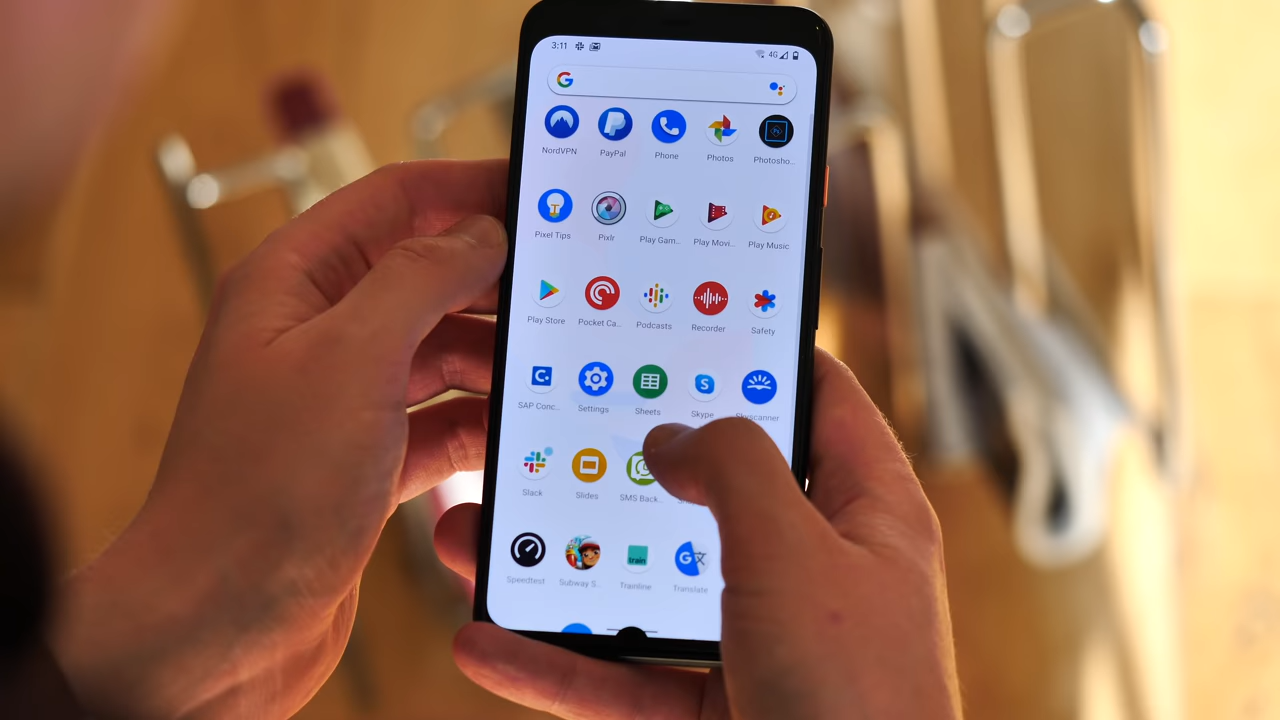 3:11 4G
G
NordVPN PayPal Phone Photos Photosho...
Pixel Tips Pixlr Play Gam... Play Movi... Play Music
Play Store Pocket Ca... Podcasts Recorder Safety
SAP Conc... Settings Sheets Skype Skyscanner
Slack Slides SMS Back...
train
Speedtest Subway S... Trainline Translate